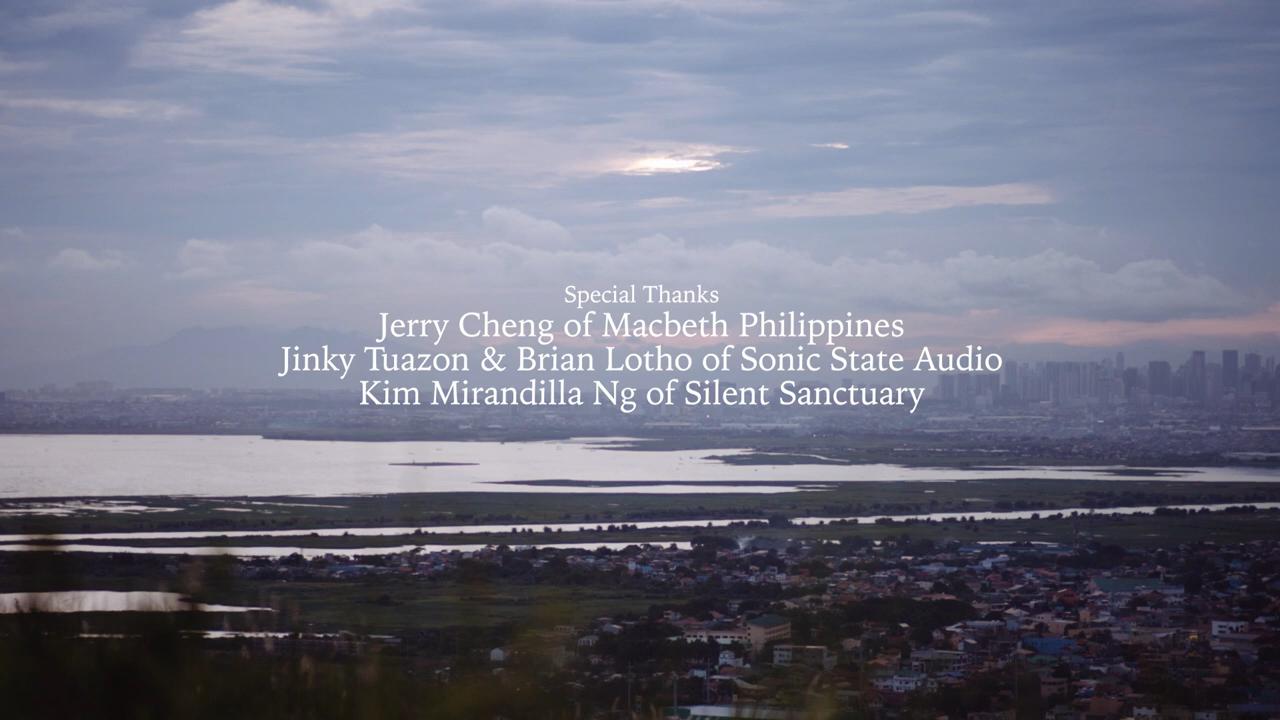 Special Thanks
Jerry Cheng of Macbeth Philippines
Jinky Tuazon & Brian Lotho of Sonic State Audio
Kim Mirandilla Ng of Silent Sanctuary